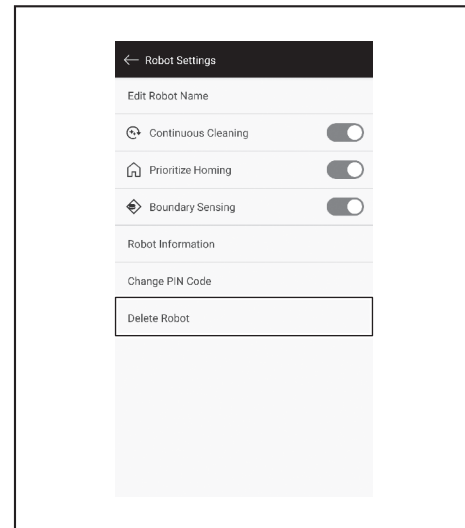 Robot Settings
Edit Robot Name
Continuous Cleaning
Prioritize Homing
Boundary Sensing
Robot Information
Change PIN Code
Delete Robot